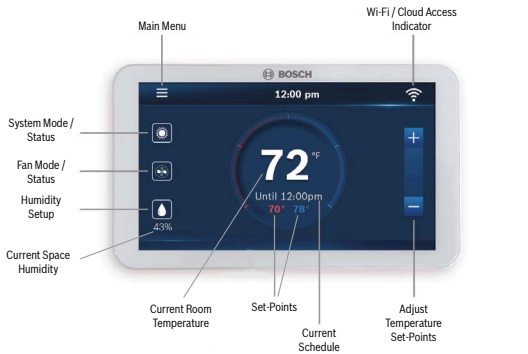 Wi-Fi / Cloud Access
Indicator
Main Menu
BOSCH
12:00 pm
System Mode /
Status
Fan Mode /
Status
Humidity
Setup
Current Space
Humidity
72°F
Until 12:00pm
70° 78°
43%
+
−
Current Room
Temperature
Set-Points
Current
Schedule
Adjust
Temperature
Set-Points